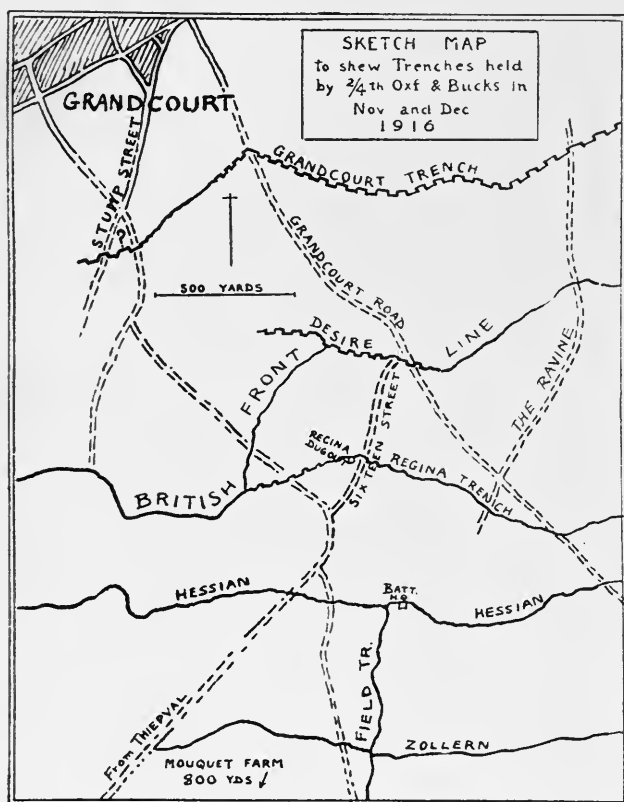 SKETCH MAP
to shew Trenches held
by 2/4th Oxf & Bucks in
Nov and Dec
1916
GRANDCOURT
STUMP STREET
GRANDCOURT TRENCH
GRANDCOURT ROAD
500 YARDS
DESIRE LINE
THE RAVINE
BRITISH FRONT
SIXTEEN STREET
REGINA
DUGOUT
REGINA TRENCH
HESSIAN
BATT.
H.Q.
HESSIAN
FIELD TR.
From THIEPVAL
ZOLLERN
MOUQUET FARM
800 YDS